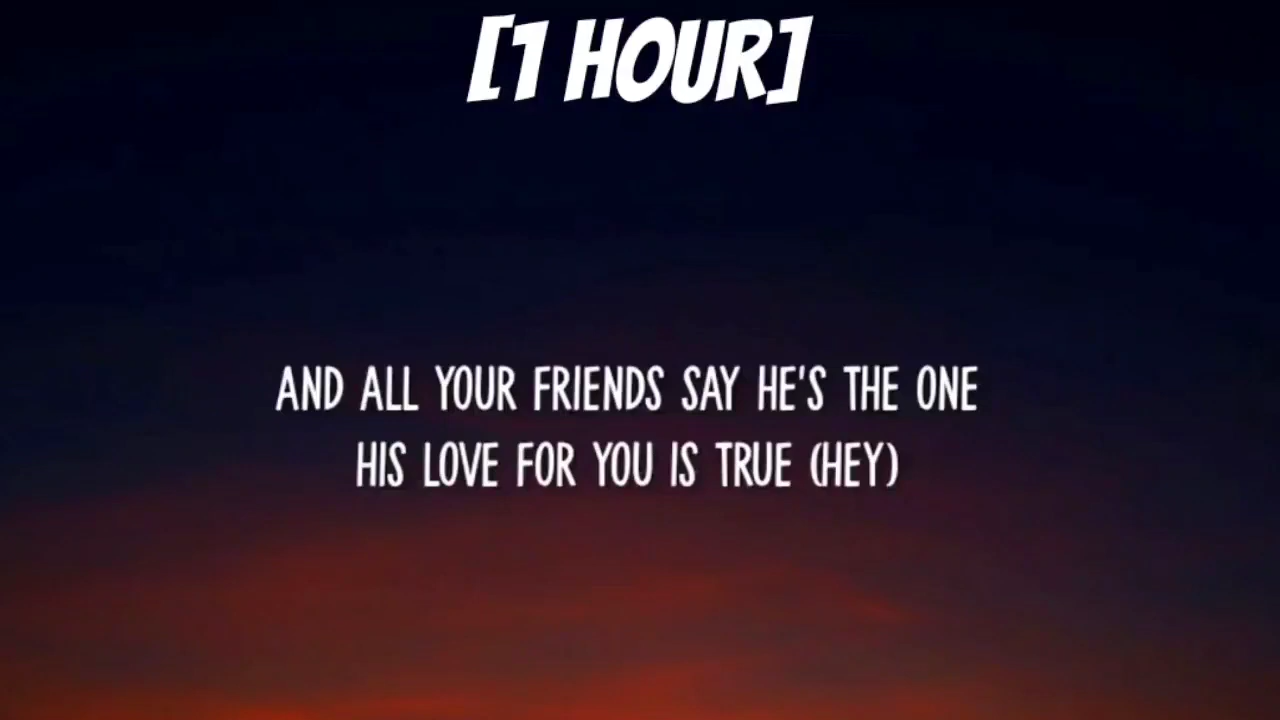 [1 HOUR]
AND ALL YOUR FRIENDS SAY HE'S THE ONE
HIS LOVE FOR YOU IS TRUE (HEY)